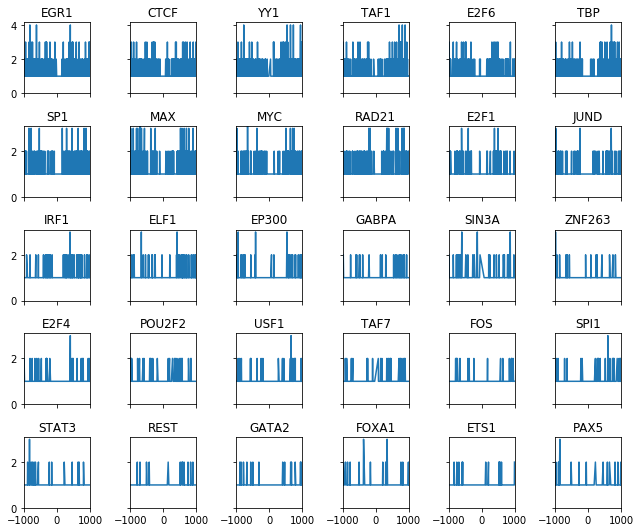 EGR1 CTCF YY1 TAF1 E2F6 TBP
4
2
0
SP1 MAX MYC RAD21 E2F1 JUND
2
0
IRF1 ELF1 EP300 GABPA SIN3A ZNF263
2
0
E2F4 POU2F2 USF1 TAF7 FOS SPI1
2
0
STAT3 REST GATA2 FOXA1 ETS1 PAX5
2
0
−1000 0 1000 −1000 0 1000 −1000 0 1000 −1000 0 1000 −1000 0 1000 −1000 0 1000